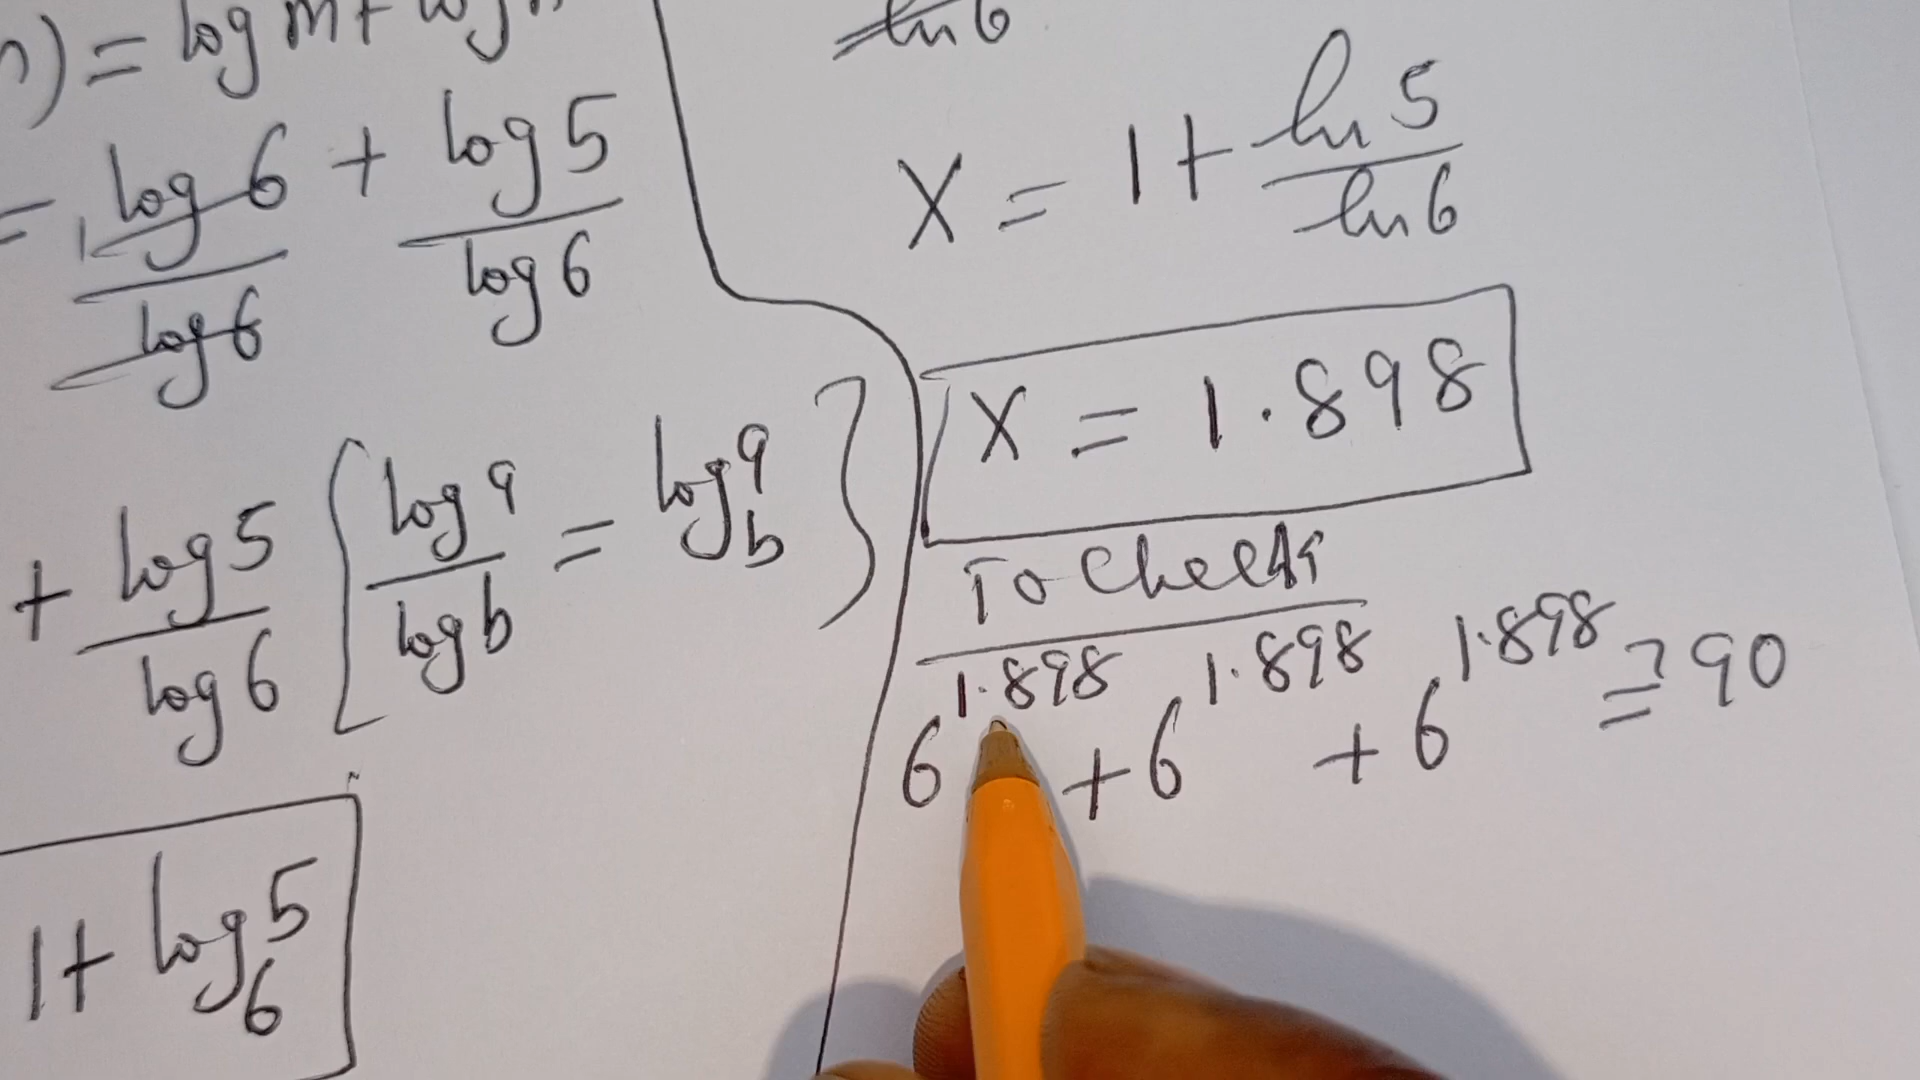 ) = log m + log
= log 6 / log 6 + log 5 / log 6
+ log 5 / log 6 { log a / log b = log_b a }
1 + log_6 5
ln 6
X = 1 + ln 5 / ln 6
X = 1.898
To Check
6^1.898 + 6^1.898 + 6^1.898 =? 90